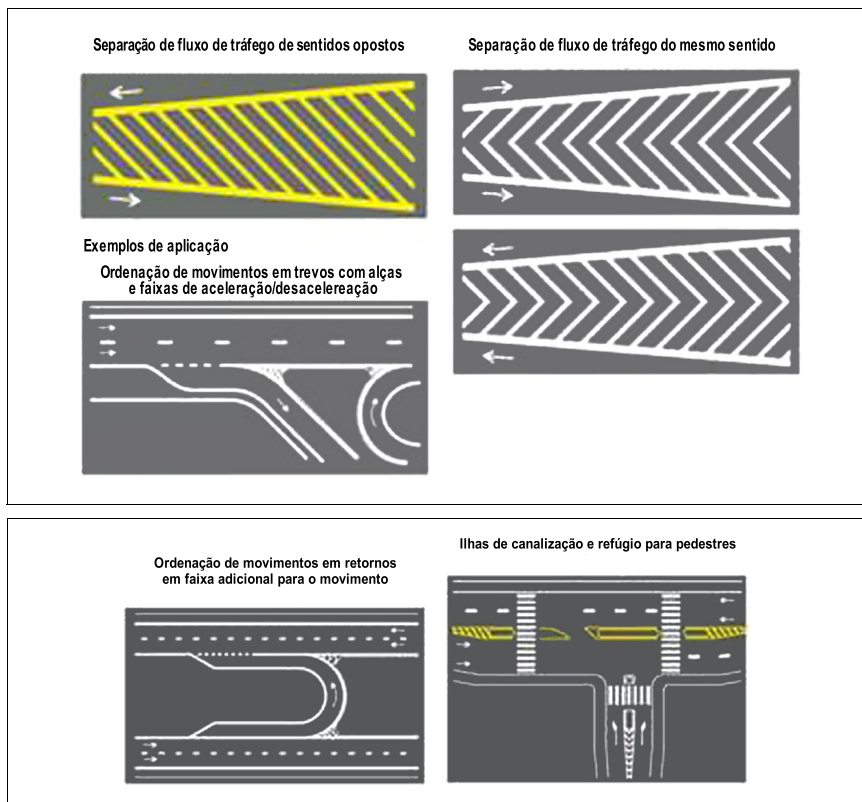 Separação de fluxo de tráfego de sentidos opostos
Separação de fluxo de tráfego do mesmo sentido
Exemplos de aplicação
Ordenação de movimentos em trevos com alças
e faixas de aceleração/desacelereação
Ordenação de movimentos em retornos
em faixa adicional para o movimento
Ilhas de canalização e refúgio para pedestres